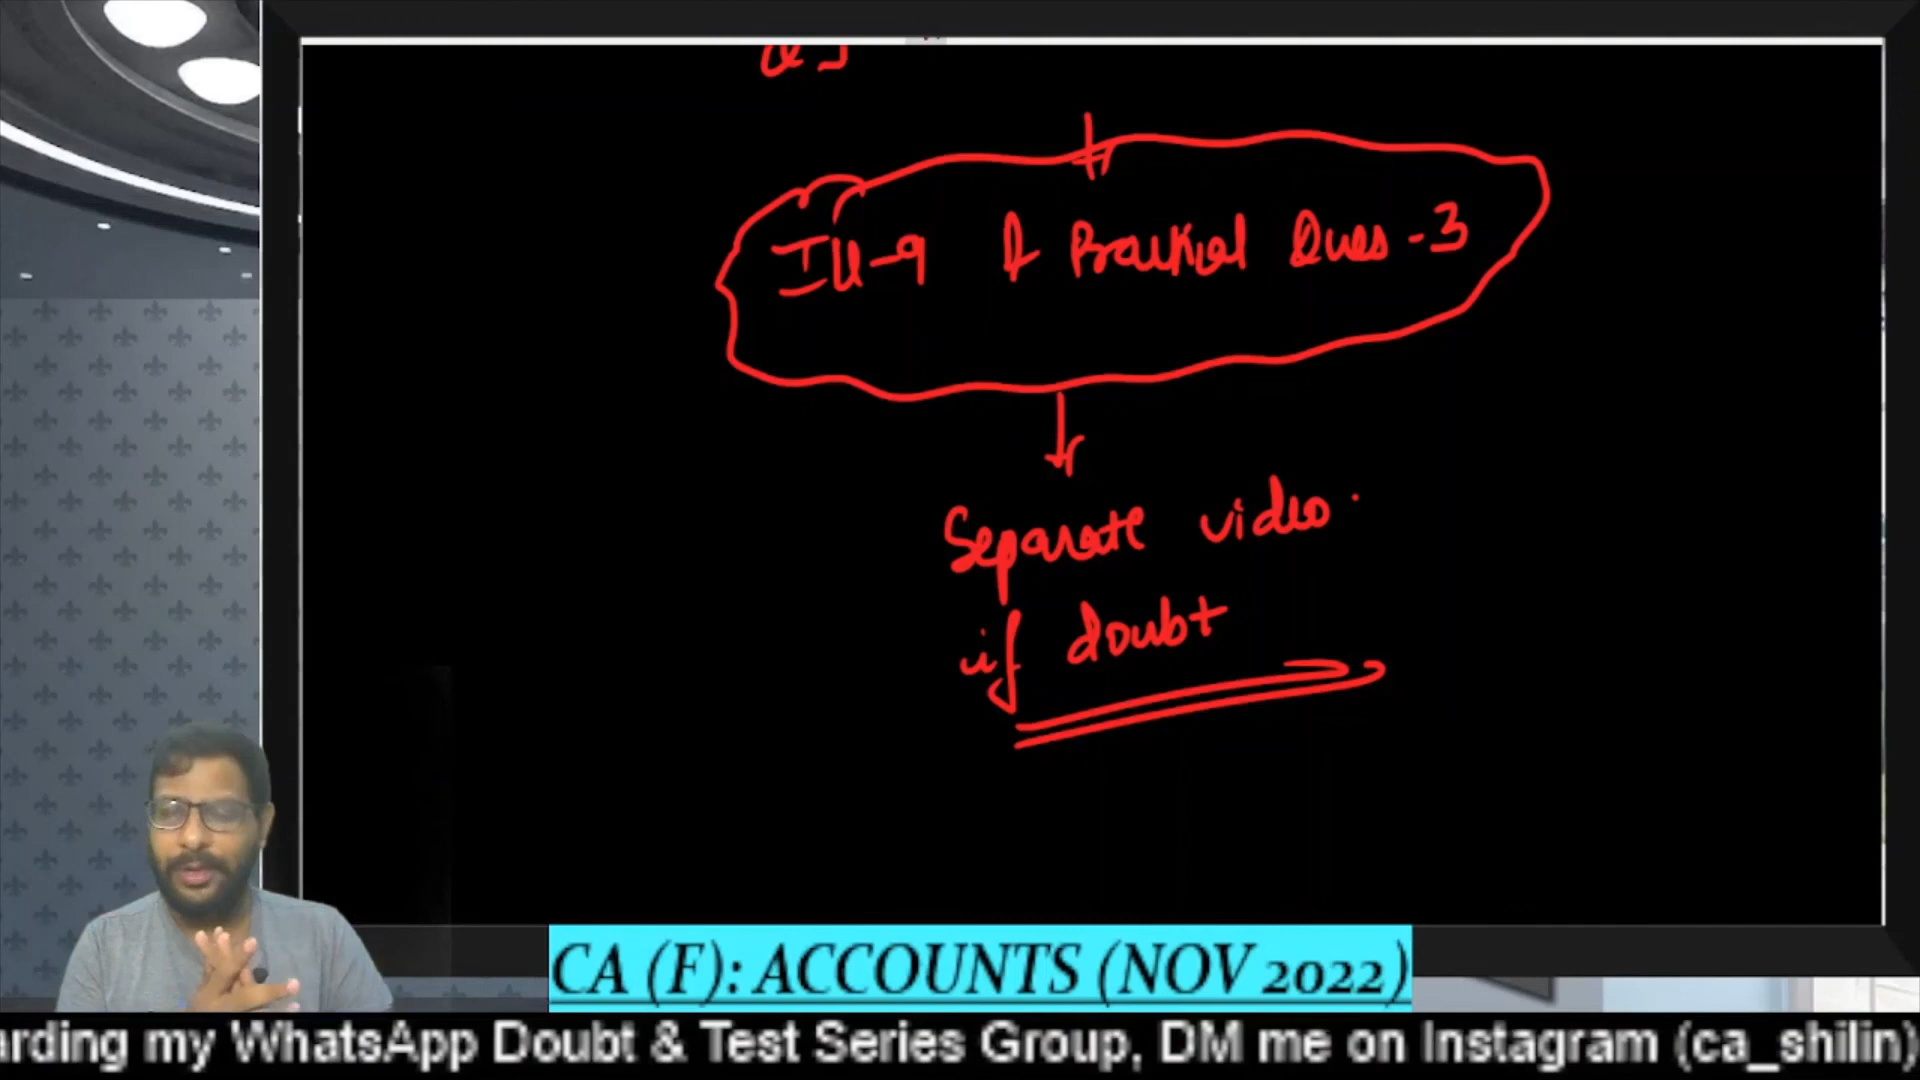 Ill-9 & Practical Ques-3
Separate video.
if doubt
CA (F): ACCOUNTS (NOV 2022)
arding my WhatsApp Doubt & Test Series Group, DM me on Instagram (ca_shilin)